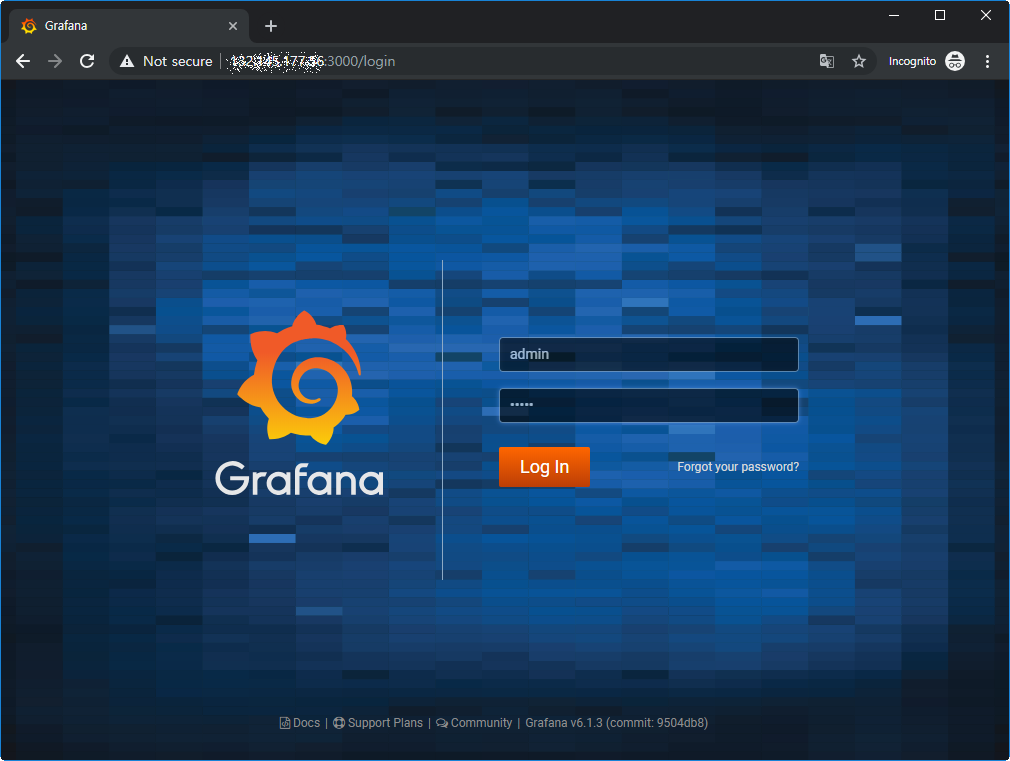 Grafana
Not secure
:3000/login
Incognito
admin
•••••
Log In
Forgot your password?
Grafana
Docs | Support Plans | Community | Grafana v6.1.3 (commit: 9504db8)